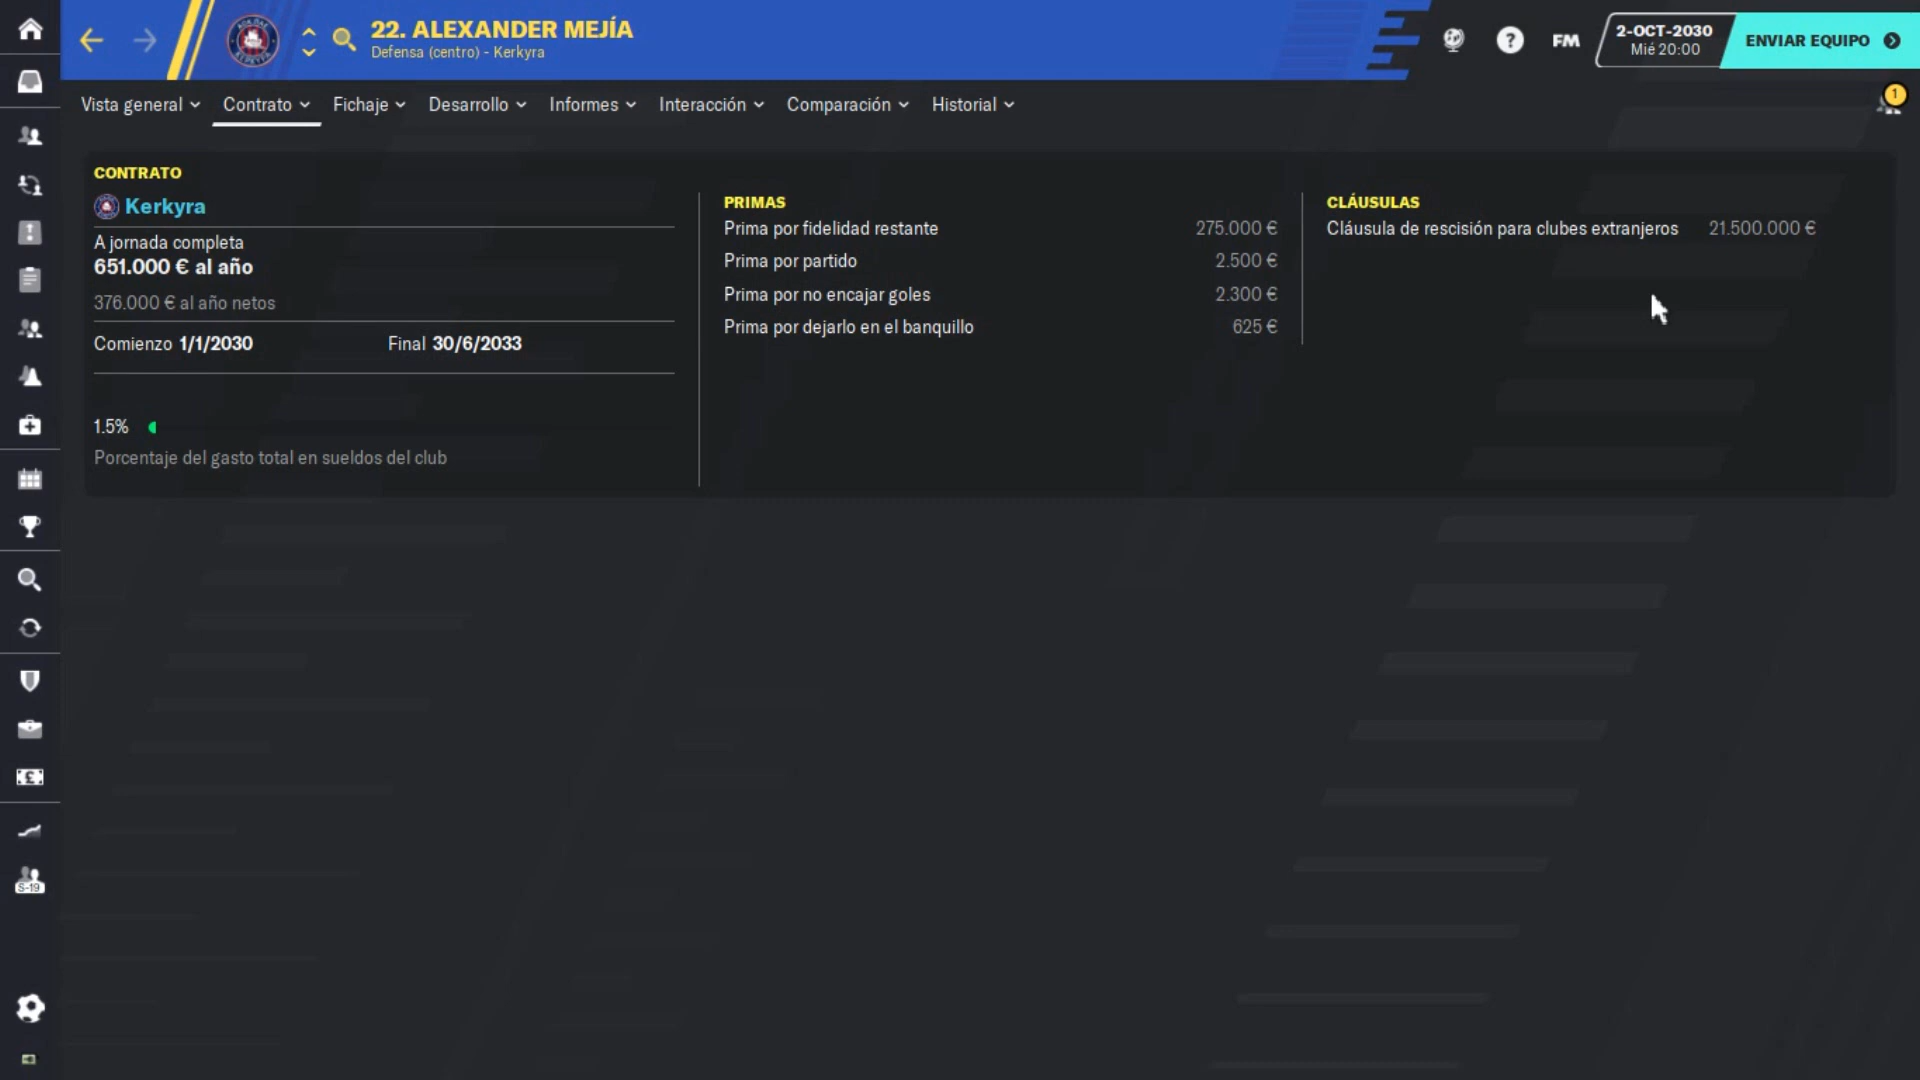 22. ALEXANDER MEJÍA
Defensa (centro) - Kerkyra
FM
2-OCT-2030
Mié 20:00
ENVIAR EQUIPO
Vista general
Contrato
Fichaje
Desarrollo
Informes
Interacción
Comparación
Historial
1
CONTRATO
Kerkyra
A jornada completa
651.000 € al año
376.000 € al año netos
Comienzo 1/1/2030
Final 30/6/2033
1.5%
Porcentaje del gasto total en sueldos del club
PRIMAS
Prima por fidelidad restante 275.000 €
Prima por partido 2.500 €
Prima por no encajar goles 2.300 €
Prima por dejarlo en el banquillo 625 €
CLÁUSULAS
Cláusula de rescisión para clubes extranjeros 21.500.000 €
S-19